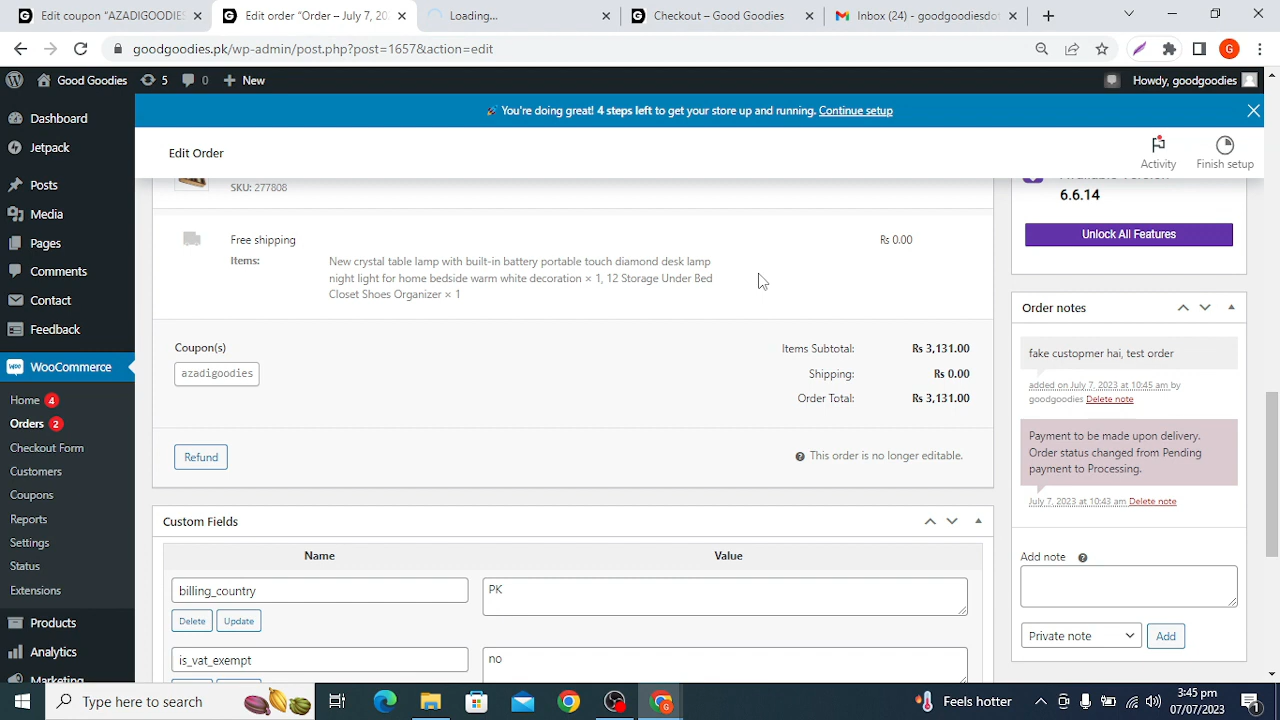 Edit coupon "AZADIGOODIE
Edit order "Order – July 7, 20
Loading...
Checkout – Good Goodies
Inbox (24) - goodgoodiesdot
goodgoodies.pk/wp-admin/post.php?post=1657&action=edit
G
Good Goodies
5
0
New
Howdy, goodgoodies
You're doing great! 4 steps left to get your store up and running. Continue setup
Edit Order
Activity
Finish setup
Dashboard
Jetpack
Posts
Media
Pages
Comments
Contact
Feedback
WooCommerce
Home 4
Orders 2
Checkout Form
Customers
Coupons
Reports
Settings
Status
Extensions
Products
Analytics
Marketing
SKU: 277808
Free shipping
Rs 0.00
Items:
New crystal table lamp with built-in battery portable touch diamond desk lamp
night light for home bedside warm white decoration × 1, 12 Storage Under Bed
Closet Shoes Organizer × 1
Coupon(s)
azadigoodies
Items Subtotal: Rs 3,131.00
Shipping: Rs 0.00
Order Total: Rs 3,131.00
Refund
This order is no longer editable.
Custom Fields
Name
Value
billing_country
PK
Delete
Update
is_vat_exempt
no
6.6.14
Unlock All Features
Order notes
fake custopmer hai, test order
added on July 7, 2023 at 10:45 am by
goodgoodies Delete note
Payment to be made upon delivery.
Order status changed from Pending
payment to Processing.
July 7, 2023 at 10:43 am Delete note
Add note
Private note
Add
Type here to search
Feels hotter
3:45 pm
07/07/2023
1